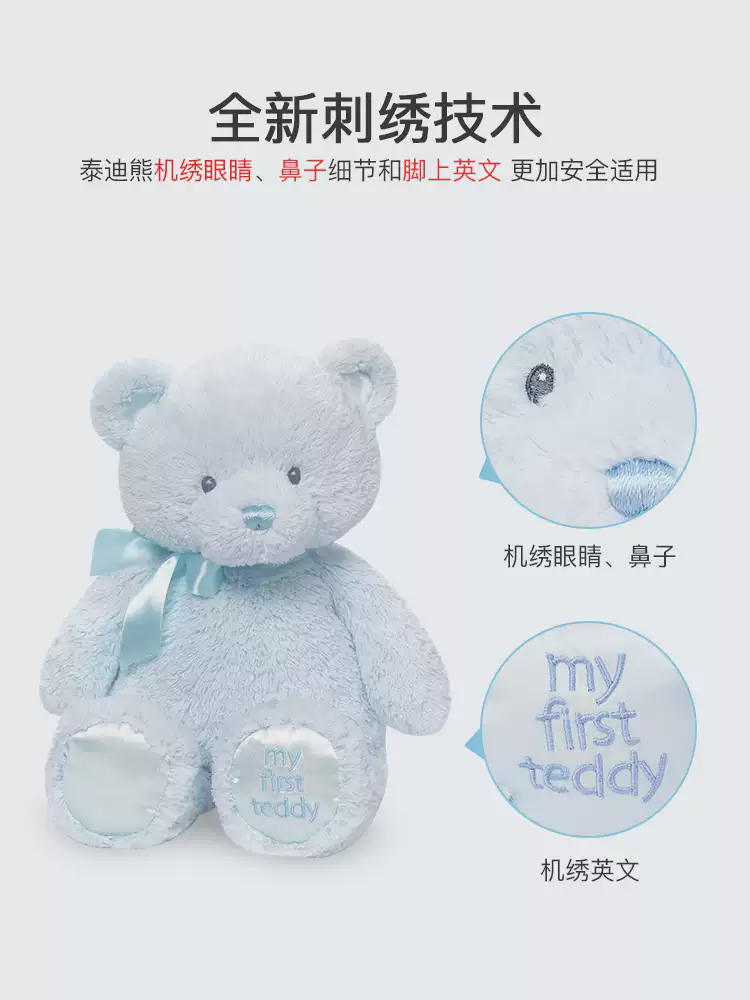 全新刺绣技术
泰迪熊机绣眼睛、鼻子细节和脚上英文 更加安全适用
机绣眼睛、鼻子
my
first
teddy
my
first
teddy
机绣英文